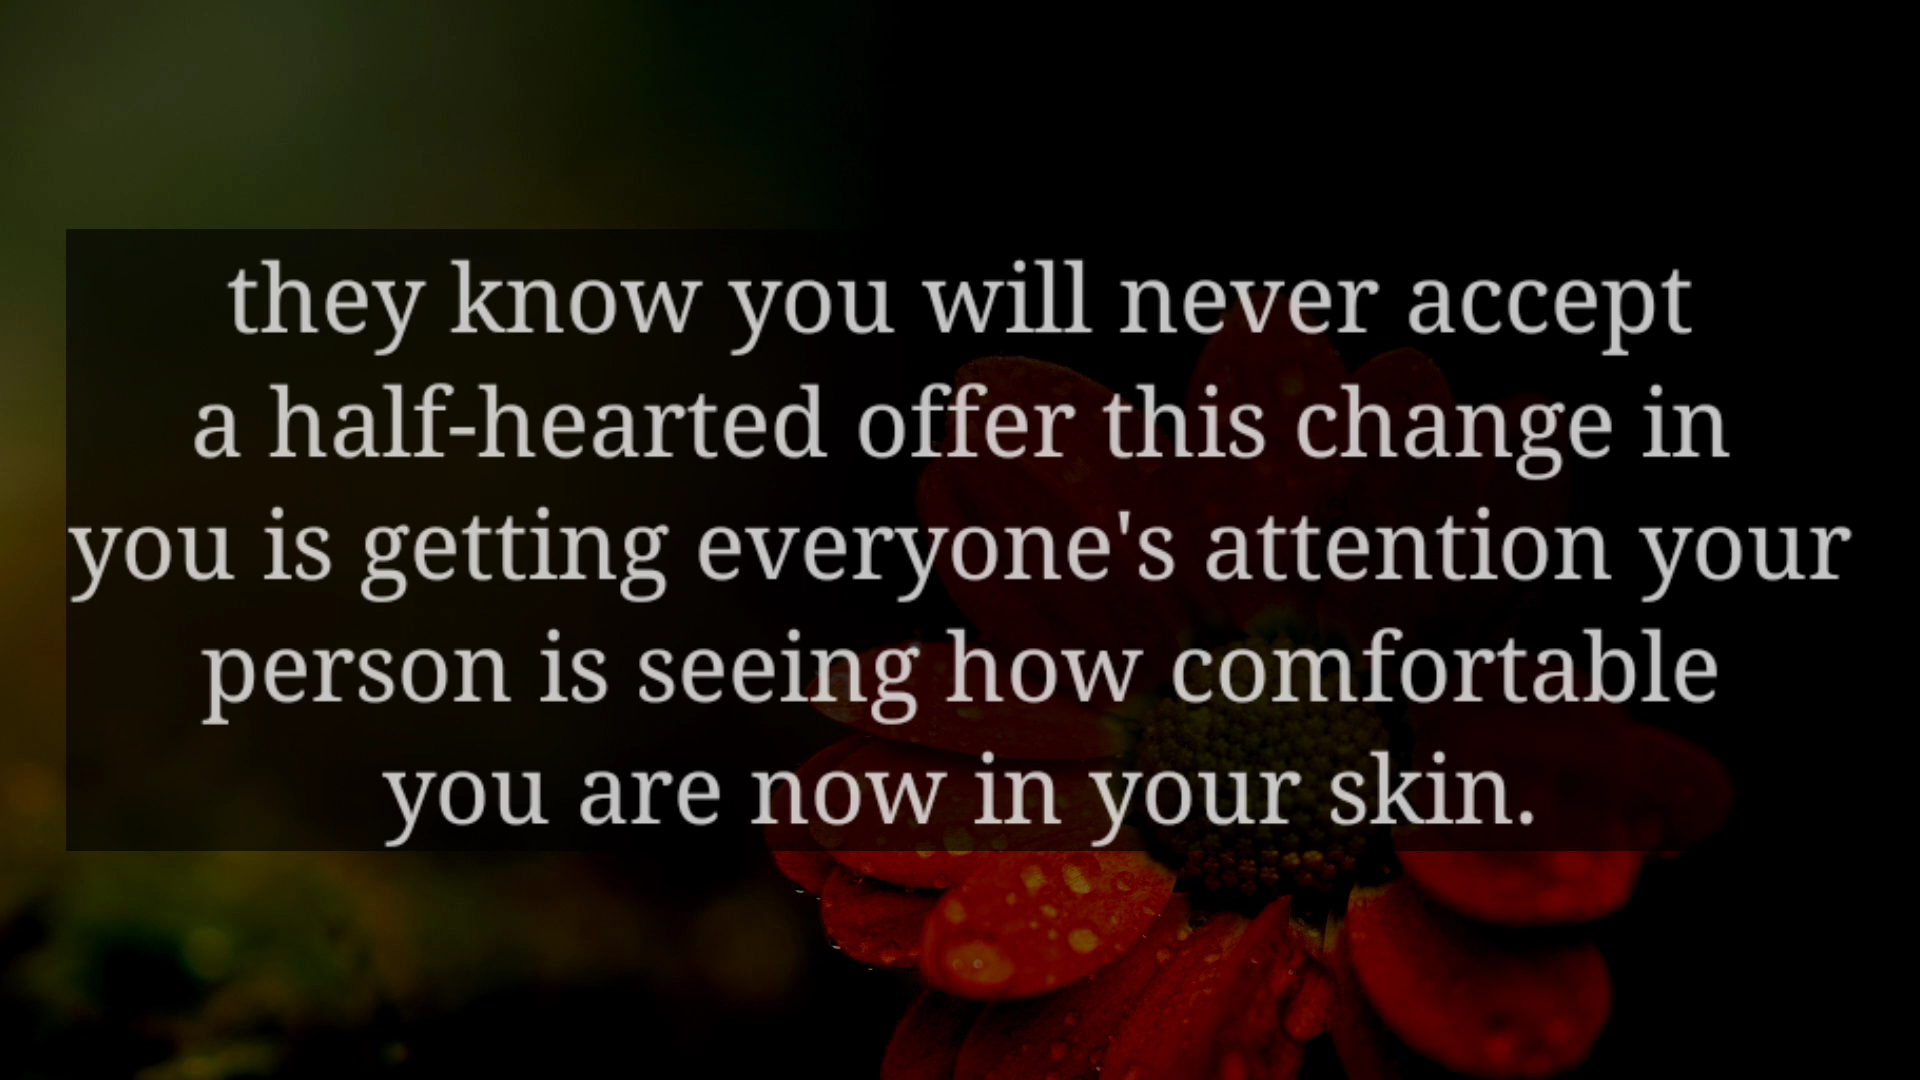 they know you will never accept
a half-hearted offer this change in
you is getting everyone's attention your
person is seeing how comfortable
you are now in your skin.